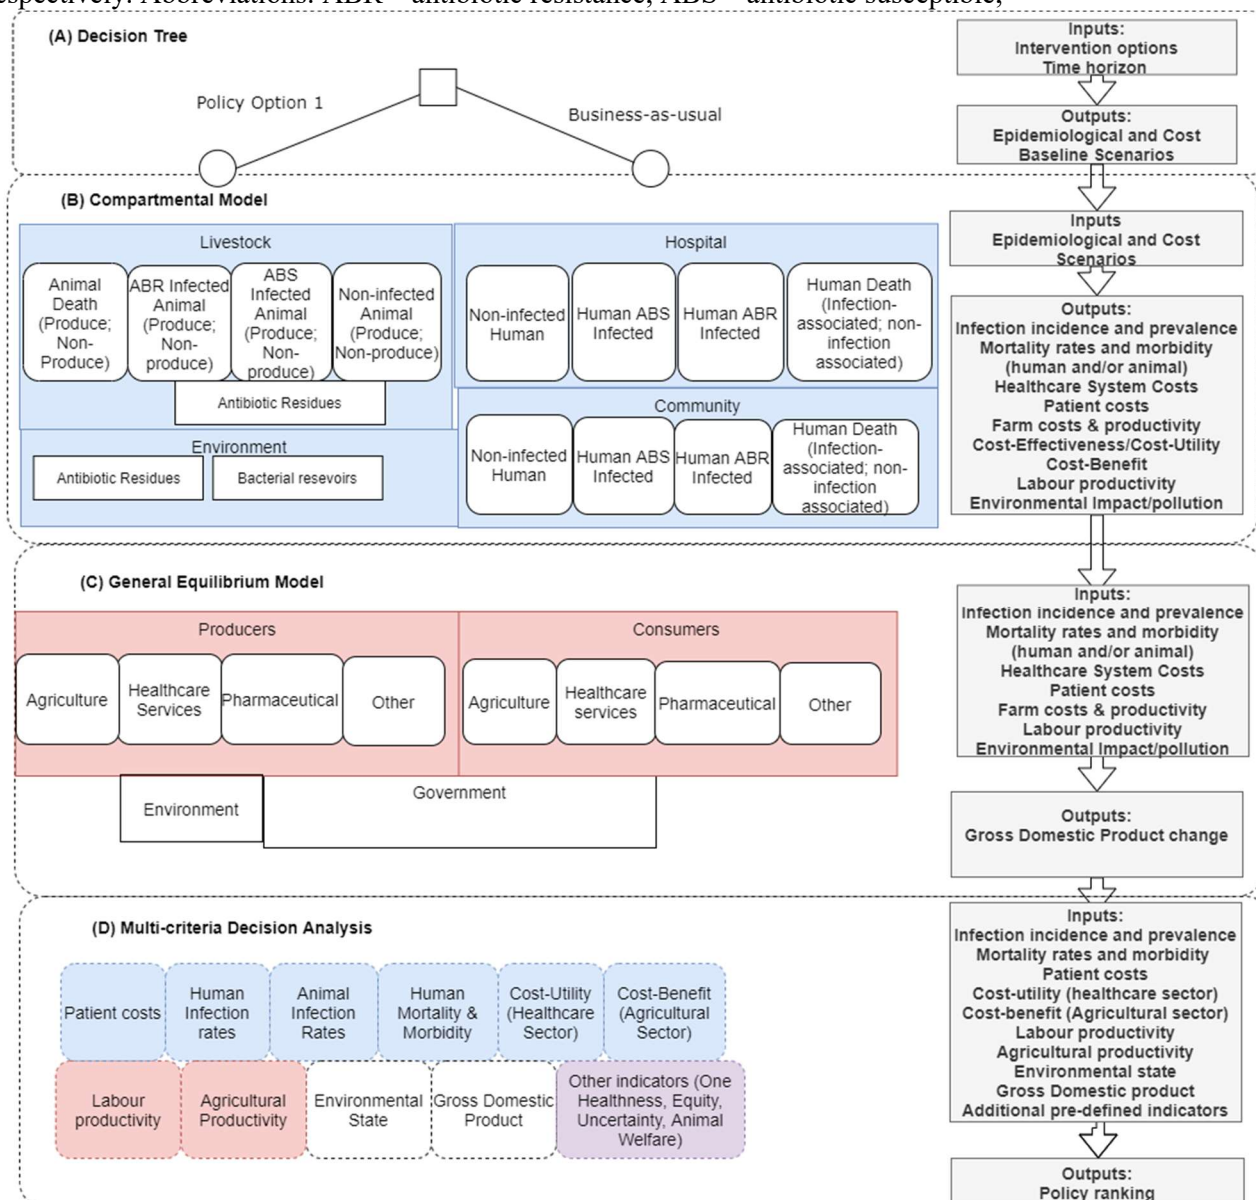 spectively. Abbreviations: ABR – antibiotic resistance, ABS – antibiotic susceptible,
(A) Decision Tree
Policy Option 1
Business-as-usual
Inputs:
Intervention options
Time horizon
Outputs:
Epidemiological and Cost
Baseline Scenarios
(B) Compartmental Model
Livestock
Animal
Death
(Produce;
Non-
Produce)
ABR Infected
Animal
(Produce;
Non-
produce)
ABS
Infected
Animal
(Produce;
Non-
produce)
Non-infected
Animal
(Produce;
Non-produce)
Antibiotic Residues
Environment
Antibiotic Residues
Bacterial resevoirs
Hospital
Non-infected
Human
Human ABS
Infected
Human ABR
Infected
Human Death
(Infection-
associated; non-
infection
associated)
Community
Non-infected
Human
Human ABS
Infected
Human ABR
Infected
Human Death
(Infection-
associated; non-
infection
associated)
Inputs
Epidemiological and Cost
Scenarios
Outputs:
Infection incidence and prevalence
Mortality rates and morbidity
(human and/or animal)
Healthcare System Costs
Patient costs
Farm costs & productivity
Cost-Effectiveness/Cost-Utility
Cost-Benefit
Labour productivity
Environmental Impact/pollution
(C) General Equilibrium Model
Producers
Agriculture
Healthcare
Services
Pharmaceutical
Other
Consumers
Agriculture
Healthcare
services
Pharmaceutical
Other
Environment
Government
Inputs:
Infection incidence and prevalence
Mortality rates and morbidity
(human and/or animal)
Healthcare System Costs
Patient costs
Farm costs & productivity
Labour productivity
Environmental Impact/pollution
Outputs:
Gross Domestic Product change
(D) Multi-criteria Decision Analysis
Patient costs
Human
Infection
rates
Animal
Infection
Rates
Human
Mortality &
Morbidity
Cost-Utility
(Healthcare
Sector)
Cost-Benefit
(Agricultural
Sector)
Labour
productivity
Agricultural
Productivity
Environmental
State
Gross Domestic
Product
Other indicators (One
Healthness, Equity,
Uncertainty, Animal
Welfare)
Inputs:
Infection incidence and prevalence
Mortality rates and morbidity
Patient costs
Cost-utility (healthcare sector)
Cost-benefit (Agricultural sector)
Labour productivity
Agricultural productivity
Environmental state
Gross Domestic product
Additional pre-defined indicators
Outputs:
Policy ranking